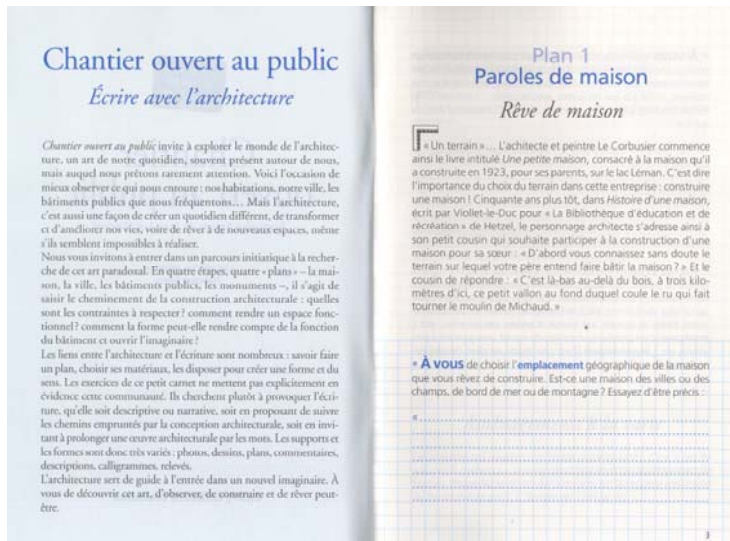 Chantier ouvert au public
Écrire avec l'architecture
Chantier ouvert au public invite à explorer le monde de l'architec-
ture, un art de notre quotidien, souvent présent autour de nous,
mais auquel nous prêtons rarement attention. Voici l'occasion de
mieux observer ce qui nous entoure : nos habitations, notre ville, les
bâtiments publics que nous fréquentons... Mais l'architecture,
c'est aussi une façon de créer un quotidien différent, de transformer
et d'améliorer nos vies, voire de rêver à de nouveaux espaces, même
s'ils semblent impossibles à réaliser.
Nous vous invitons à entrer dans un parcours initiatique à la recher-
che de cet art paradoxal. En quatre étapes, quatre « plans » – la mai-
son, la ville, les bâtiments publics, les monuments –, il s'agit de
saisir le cheminement de la construction architecturale : quelles
sont les contraintes à respecter ? comment rendre un espace fonc-
tionnel ? comment la forme peut-elle rendre compte de la fonction
du bâtiment et ouvrir l'imaginaire ?
Les liens entre l'architecture et l'écriture sont nombreux : savoir faire
un plan, choisir ses matériaux, les disposer pour créer une forme et du
sens. Les exercices de ce petit carnet ne mettent pas explicitement en
évidence cette communauté. Ils cherchent plutôt à provoquer l'écri-
ture, qu'elle soit descriptive ou narrative, soit en proposant de suivre
les chemins empruntés par la conception architecturale, soit en invi-
tant à prolonger une œuvre architecturale par les mots. Les supports et
les formes sont donc très variés : photos, dessins, plans, commentaires,
descriptions, calligrammes, relevés.
L'architecture sert de guide à l'entrée dans un nouvel imaginaire. À
vous de découvrir cet art, d'observer, de construire et de rêver peut-
être.
Plan 1
Paroles de maison
Rêve de maison
« Un terrain »... L'achitecte et peintre Le Corbusier commence
ainsi le livre intitulé Une petite maison, consacré à la maison qu'il
a construite en 1923, pour ses parents, sur le lac Léman. C'est dire
l'importance du choix du terrain dans cette entreprise : construire
une maison ! Cinquante ans plus tôt, dans Histoire d'une maison,
écrit par Viollet-le-Duc pour « La Bibliothèque d'éducation et de
récréation » de Hetzel, le personnage architecte s'adresse ainsi à
son petit cousin qui souhaite participer à la construction d'une
maison pour sa sœur : « D'abord vous connaissez sans doute le
terrain sur lequel votre père entend faire bâtir la maison ? » Et le
cousin de répondre : « C'est là-bas au-delà du bois, à trois kilo-
mètres d'ici, ce petit vallon au fond duquel coule le ru qui fait
tourner le moulin de Michaud. »
* À vous de choisir l'emplacement géographique de la maison
que vous rêvez de construire. Est-ce une maison des villes ou des
champs, de bord de mer ou de montagne ? Essayez d'être précis :
«
3